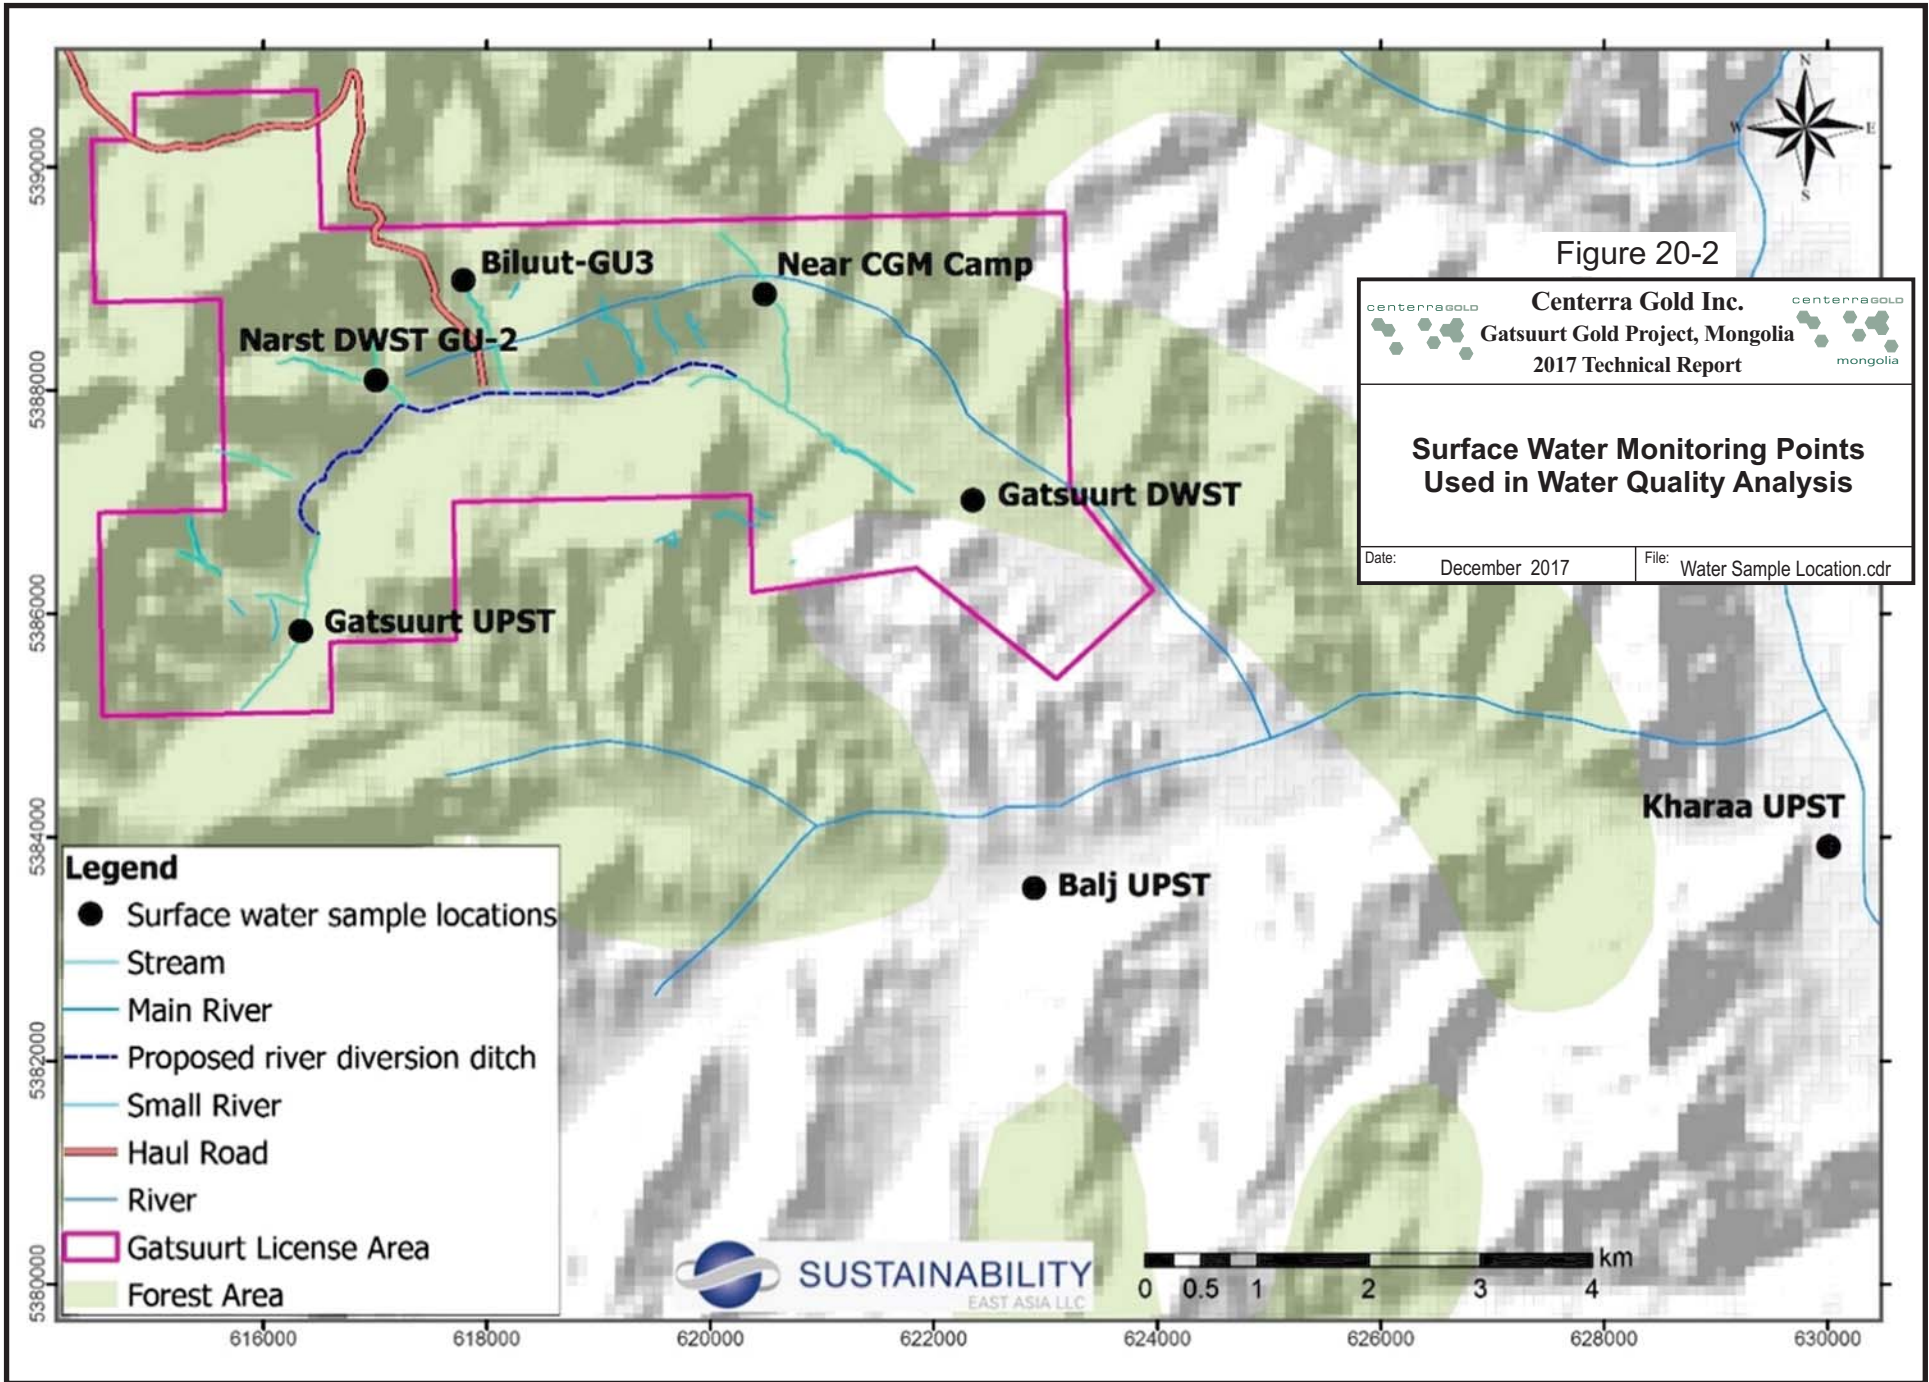 N
W
E
S
Figure 20-2
centerraGOLD
Centerra Gold Inc.
centerraGOLD
Gatsuurt Gold Project, Mongolia
mongolia
2017 Technical Report
Surface Water Monitoring Points
Used in Water Quality Analysis
Date:
December 2017
File:
Water Sample Location.cdr
Biluut-GU3
Near CGM Camp
Narst DWST GU-2
Gatsuurt DWST
Gatsuurt UPST
Kharaa UPST
Balj UPST
Legend
Surface water sample locations
Stream
Main River
Proposed river diversion ditch
Small River
Haul Road
River
Gatsuurt License Area
Forest Area
SUSTAINABILITY
EAST ASIA LLC
km
0 0.5 1 2 3 4
5390000
5388000
5386000
5384000
5382000
5380000
616000 618000 620000 622000 624000 626000 628000 630000